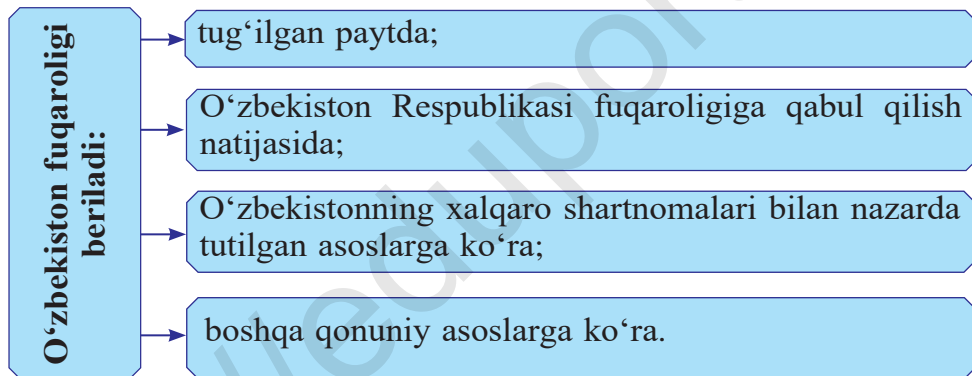 O‘zbekiston fuqaroligi
beriladi:
tug‘ilgan paytda;
O‘zbekiston Respublikasi fuqaroligiga qabul qilish
natijasida;
O‘zbekistonning xalqaro shartnomalari bilan nazarda
tutilgan asoslarga ko‘ra;
boshqa qonuniy asoslarga ko‘ra.